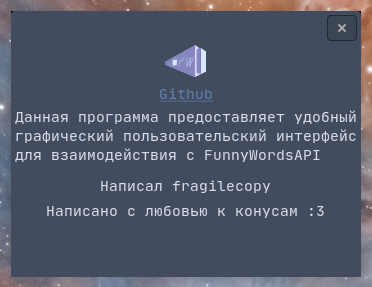 Github
Данная программа предоставляет удобный
графический пользовательский интерфейс
для взаимодействия с FunnyWordsAPI
Написал fragilecopy
Написано с любовью к конусам :3